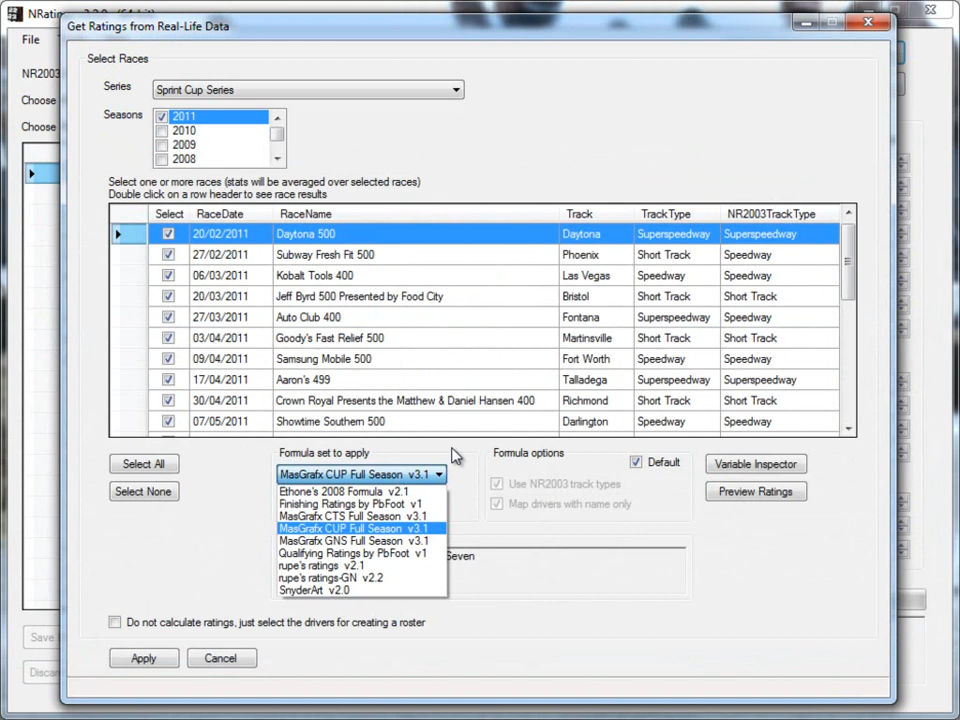 NRatings
Get Ratings from Real-Life Data
File
NR2003
Choose
Choose
Select Races
Series
Sprint Cup Series
Seasons
2011
2010
2009
2008
Select one or more races (stats will be averaged over selected races)
Double click on a row header to see race results
Select RaceDate RaceName Track TrackType NR2003TrackType
20/02/2011 Daytona 500 Daytona Superspeedway Superspeedway
27/02/2011 Subway Fresh Fit 500 Phoenix Short Track Speedway
06/03/2011 Kobalt Tools 400 Las Vegas Speedway Speedway
20/03/2011 Jeff Byrd 500 Presented by Food City Bristol Short Track Short Track
27/03/2011 Auto Club 400 Fontana Speedway Speedway
03/04/2011 Goody's Fast Relief 500 Martinsville Short Track Short Track
09/04/2011 Samsung Mobile 500 Fort Worth Speedway Speedway
17/04/2011 Aaron's 499 Talladega Superspeedway Superspeedway
30/04/2011 Crown Royal Presents the Matthew & Daniel Hansen 400 Richmond Short Track Short Track
07/05/2011 Showtime Southern 500 Darlington Speedway Speedway
Select All
Select None
Formula set to apply
MasGrafx CUP Full Season v3.1
Ethone's 2008 Formula v2.1
Finishing Ratings by PbFoot v1
MasGrafx CTS Full Season v3.1
MasGrafx CUP Full Season v3.1
MasGrafx GNS Full Season v3.1
Qualifying Ratings by PbFoot v1
rupe's ratings v2.1
rupe's ratings-GN v2.2
SnyderArt v2.0
Formula options
Default
Use NR2003 track types
Map drivers with name only
Variable Inspector
Preview Ratings
Seven
Do not calculate ratings, just select the drivers for creating a roster
Save
Apply
Cancel